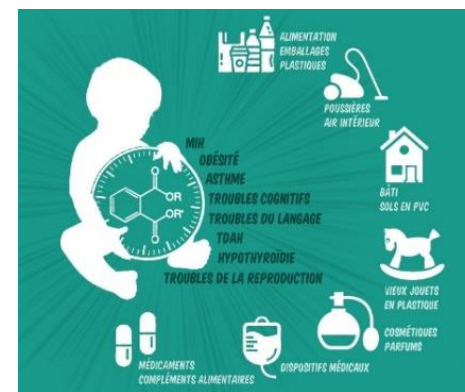 ALIMENTATION
EMBALLAGES
PLASTIQUES
POUSSIÈRES
AIR INTÉRIEUR
MIH
OBÉSITÉ
ASTHME
TROUBLES COGNITIFS
TROUBLES DU LANGAGE
TDAH
HYPOTHYROÏDIE
TROUBLES DE LA REPRODUCTION
O
OR
OR'
O
BÂTI
SOLS EN PVC
VIEUX JOUETS
EN PLASTIQUE
COSMÉTIQUES
PARFUMS
DISPOSITIFS MÉDICAUX
MÉDICAMENTS
COMPLÉMENTS ALIMENTAIRES